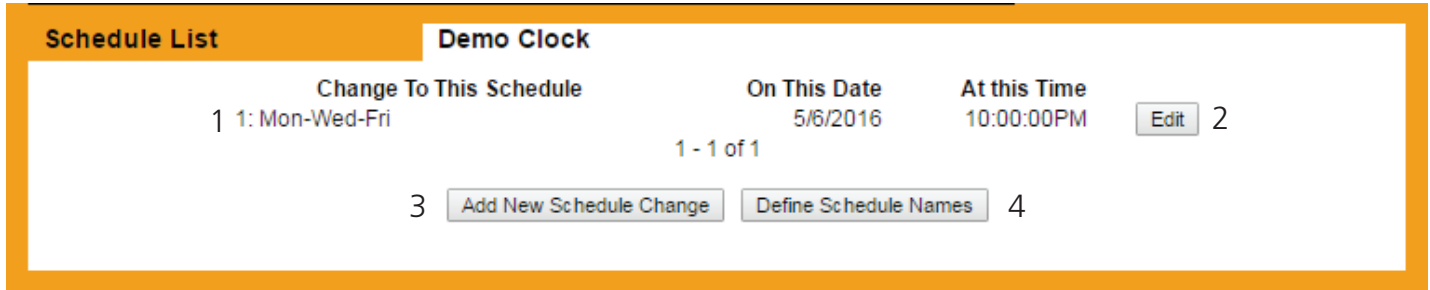 Schedule List Demo Clock
Change To This Schedule On This Date At this Time
1 1: Mon-Wed-Fri 5/6/2016 10:00:00PM Edit 2
1 - 1 of 1
3 Add New Schedule Change Define Schedule Names 4